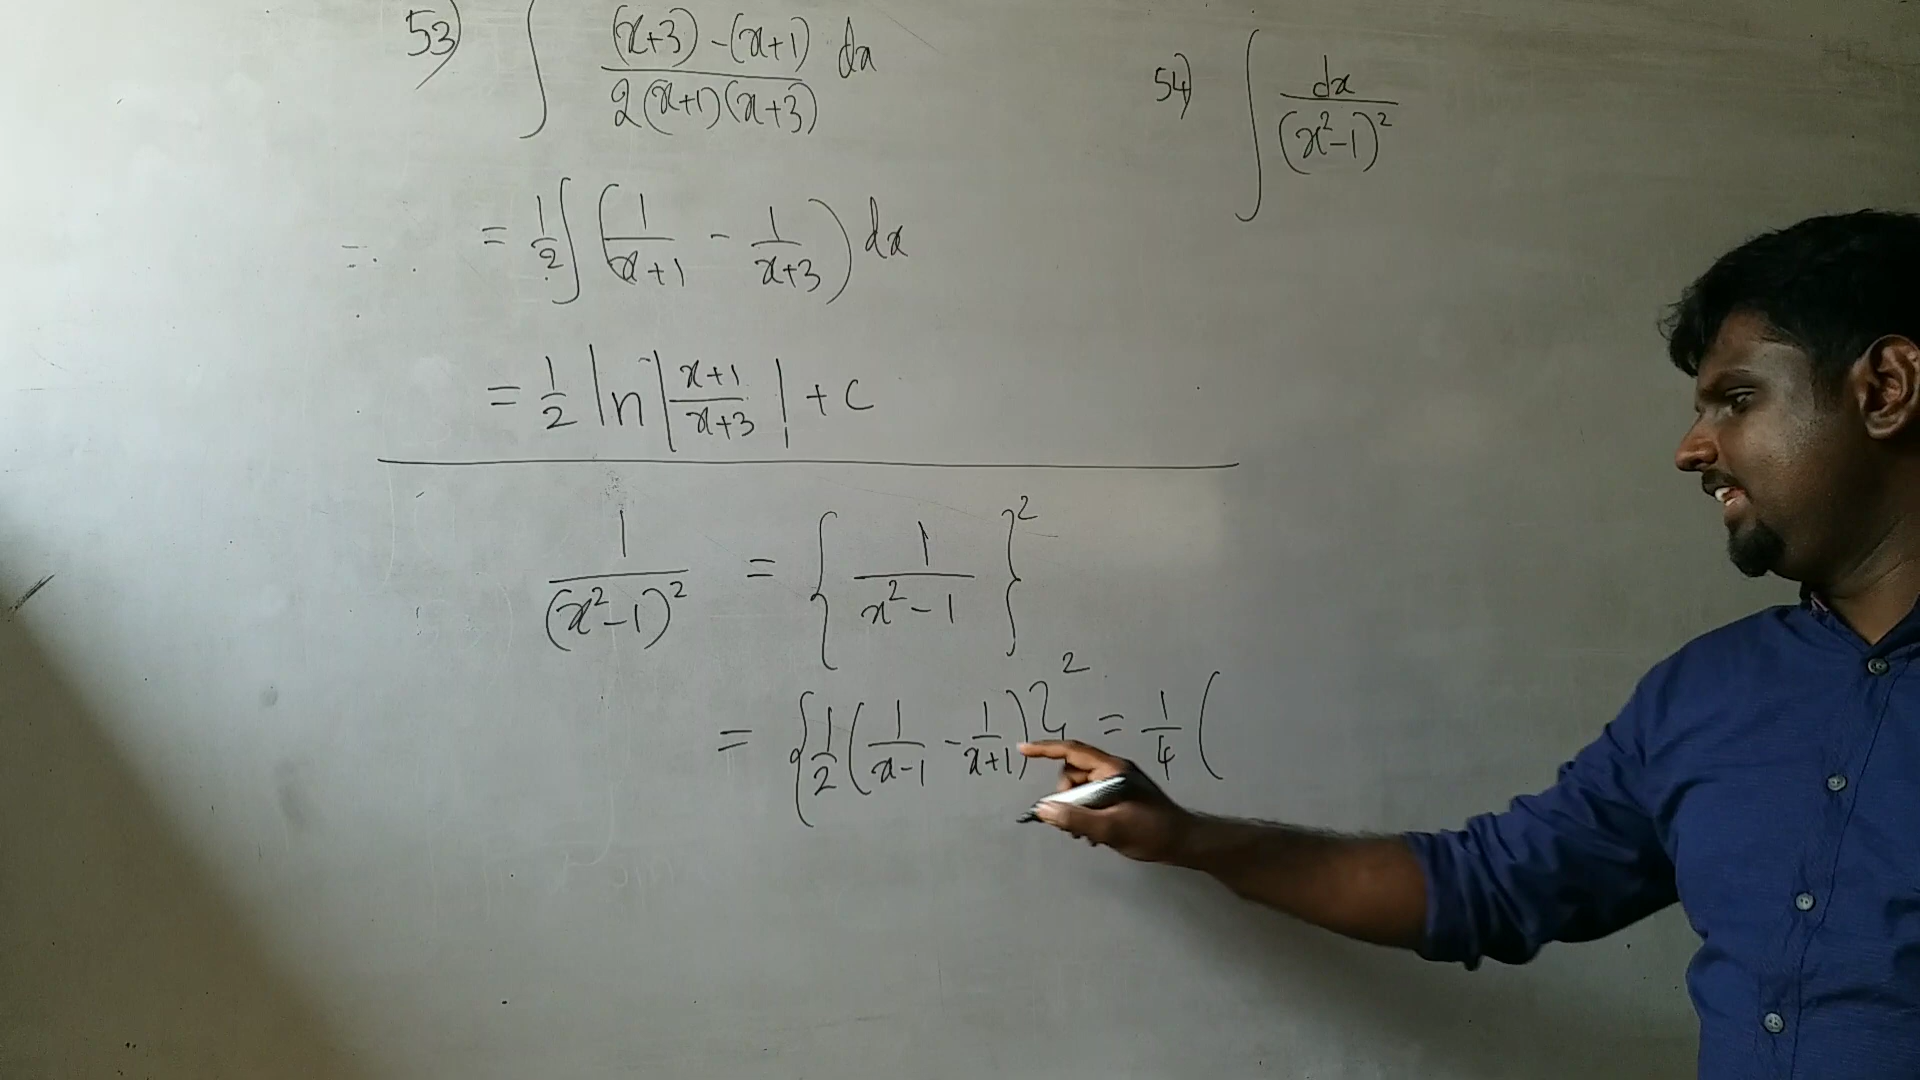 53) ∫ (x+3) - (x+1) / 2(x+1)(x+3) dx
= 1/2 ∫ ( 1/(x+1) - 1/(x+3) ) dx
= 1/2 ln | (x+1)/(x+3) | + c
54) ∫ dx / (x²-1)²
1/(x²-1)² = { 1/(x²-1) }²
= { 1/2 ( 1/(x-1) - 1/(x+1) ) }² = 1/4 (